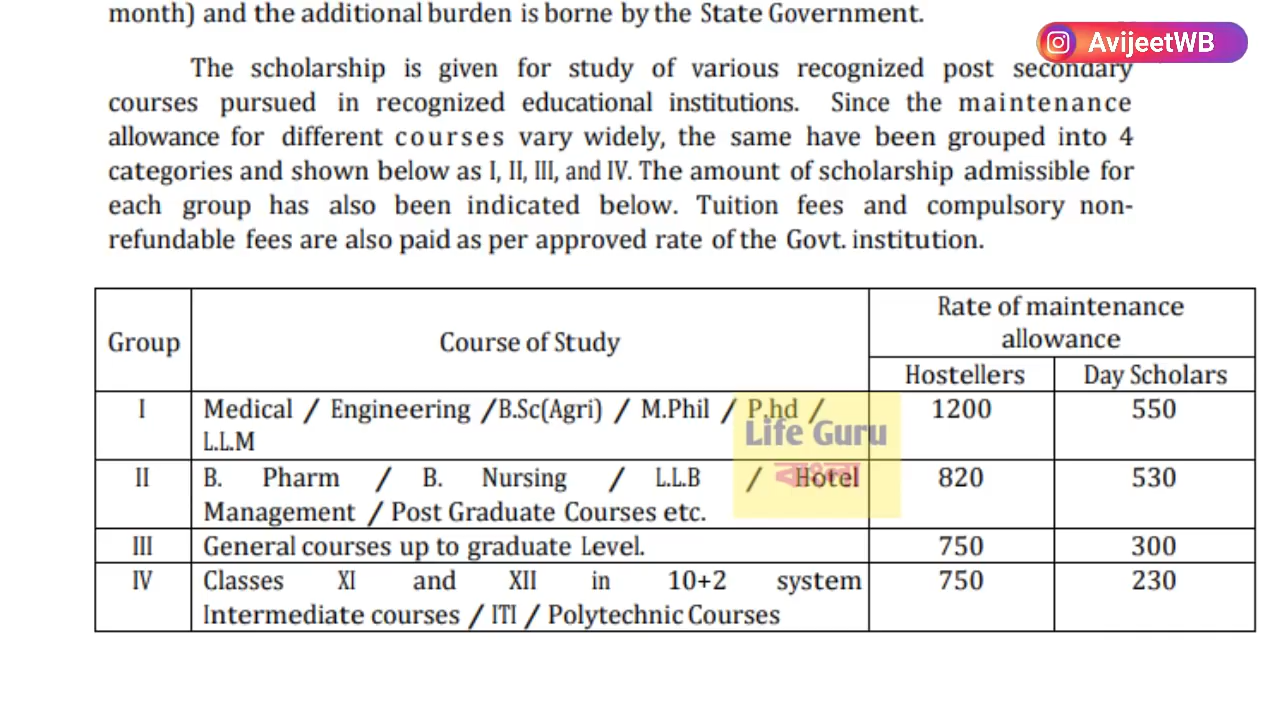 month) and the additional burden is borne by the State Government.
AvijeetWB
The scholarship is given for study of various recognized post secondary
courses pursued in recognized educational institutions. Since the maintenance
allowance for different courses vary widely, the same have been grouped into 4
categories and shown below as I, II, III, and IV. The amount of scholarship admissible for
each group has also been indicated below. Tuition fees and compulsory non-
refundable fees are also paid as per approved rate of the Govt. institution.
Group
Course of Study
Rate of maintenance
allowance
Hostellers
Day Scholars
I
Medical / Engineering /B.Sc(Agri) / M.Phil / P.hd /
L.L.M
1200
550
II
B. Pharm / B. Nursing / L.L.B / Hotel
Management / Post Graduate Courses etc.
820
530
III
General courses up to graduate Level.
750
300
IV
Classes XI and XII in 10+2 system
Intermediate courses / ITI / Polytechnic Courses
750
230
Life Guru
বাংলা